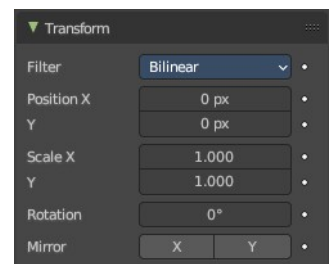 Transform
Filter Bilinear
Position X 0 px
Y 0 px
Scale X 1.000
Y 1.000
Rotation 0°
Mirror X Y